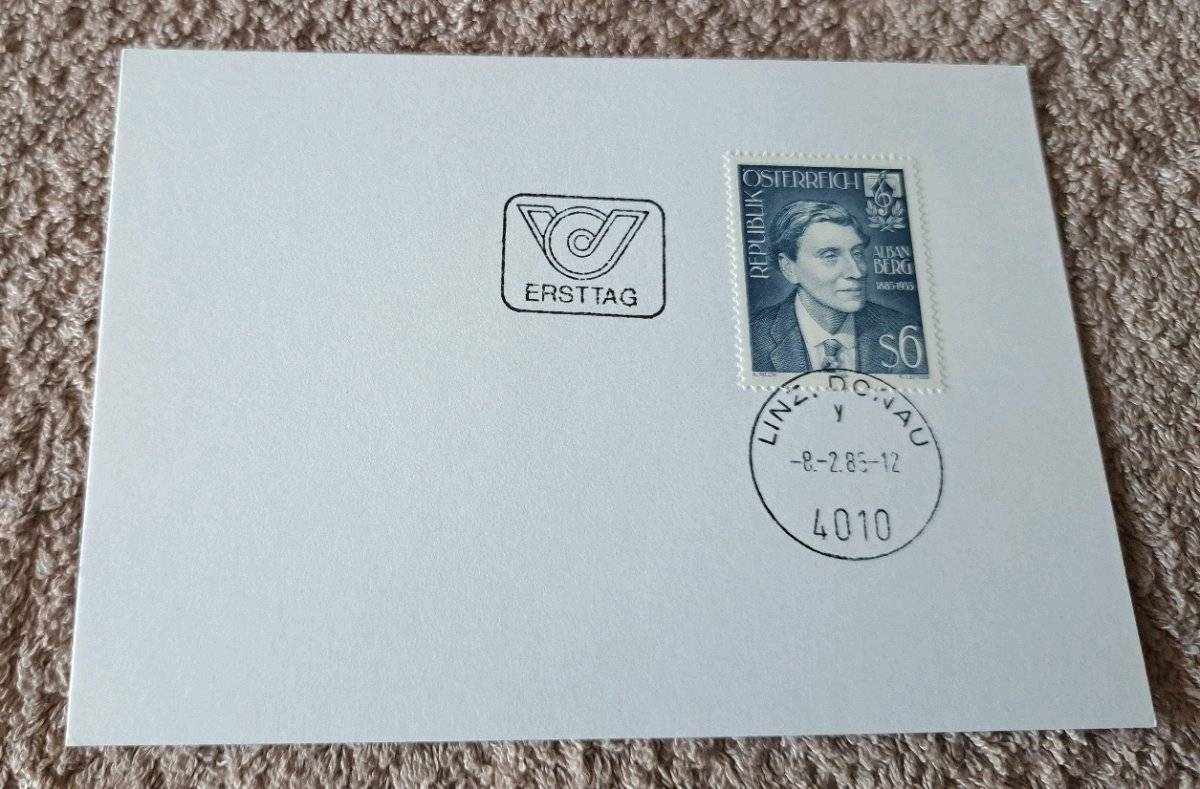 ERSTTAG
REPUBLIK ÖSTERREICH
ALBAN
BERG
1885-1935
S6
LINZ, DONAU
y
-8.-2.85-12
4010